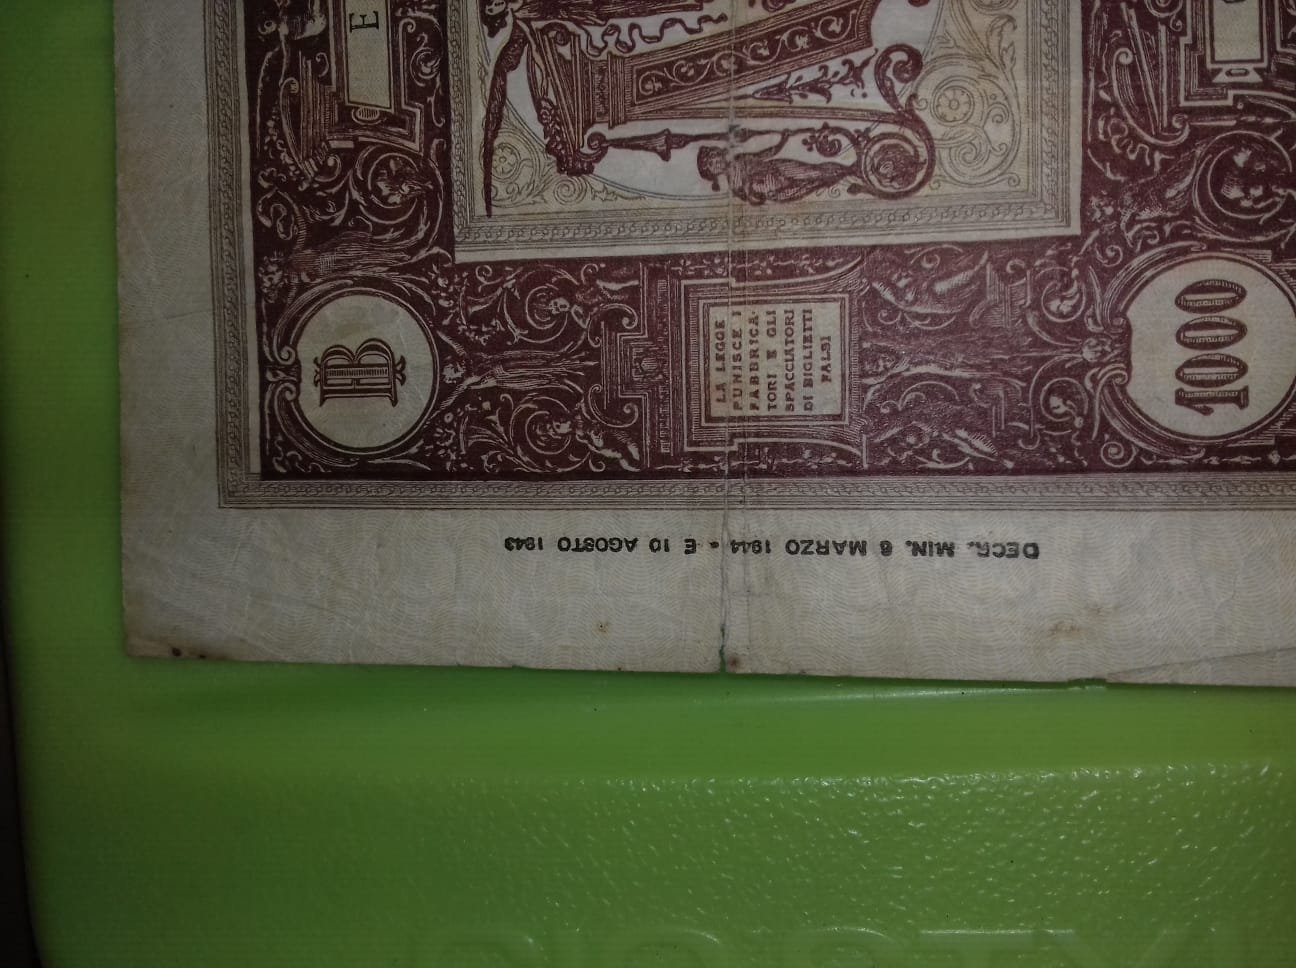 E
B
LA LEGGE
PUNISCE I
FABBRICA-
TORI E GLI
SPACCIATORI
DI BIGLIETTI
FALSI
1000
DECR. MIN. 6 MARZO 1944 - E 10 AGOSTO 1943